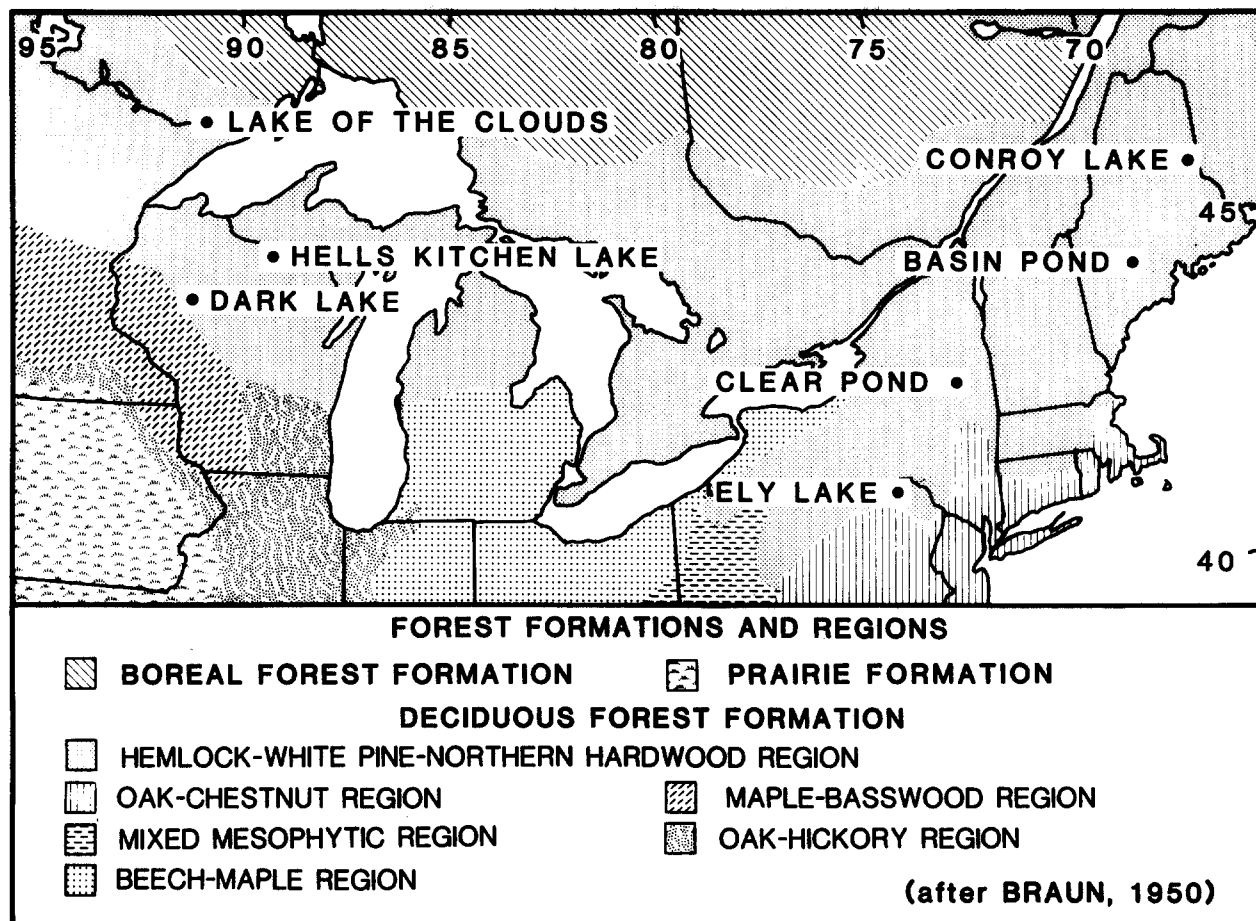 95 90 85 80 75 70
LAKE OF THE CLOUDS
CONROY LAKE
45
HELLS KITCHEN LAKE
BASIN POND
DARK LAKE
CLEAR POND
ELY LAKE
40
FOREST FORMATIONS AND REGIONS
BOREAL FOREST FORMATION PRAIRIE FORMATION
DECIDUOUS FOREST FORMATION
HEMLOCK-WHITE PINE-NORTHERN HARDWOOD REGION
OAK-CHESTNUT REGION MAPLE-BASSWOOD REGION
MIXED MESOPHYTIC REGION OAK-HICKORY REGION
BEECH-MAPLE REGION
(after BRAUN, 1950)